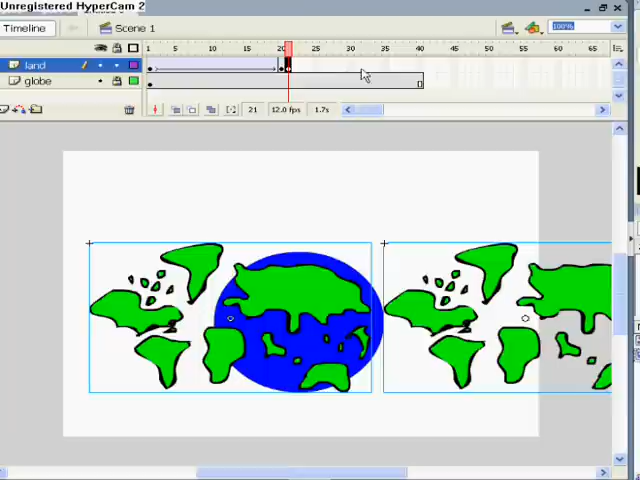 Unregistered HyperCam 2
Timeline
Scene 1
100%
1 5 10 15 20 25 30 35 40 45 50 55 60 65
land
globe
21 12.0 fps 1.7s